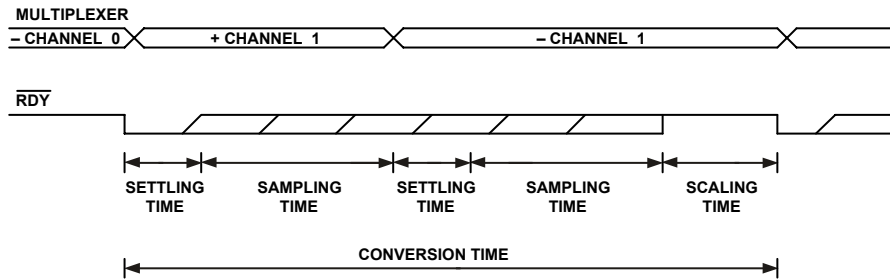 MULTIPLEXER
– CHANNEL 0 + CHANNEL 1 – CHANNEL 1
RDY
SETTLING TIME
SAMPLING TIME
SETTLING TIME
SAMPLING TIME
SCALING TIME
CONVERSION TIME